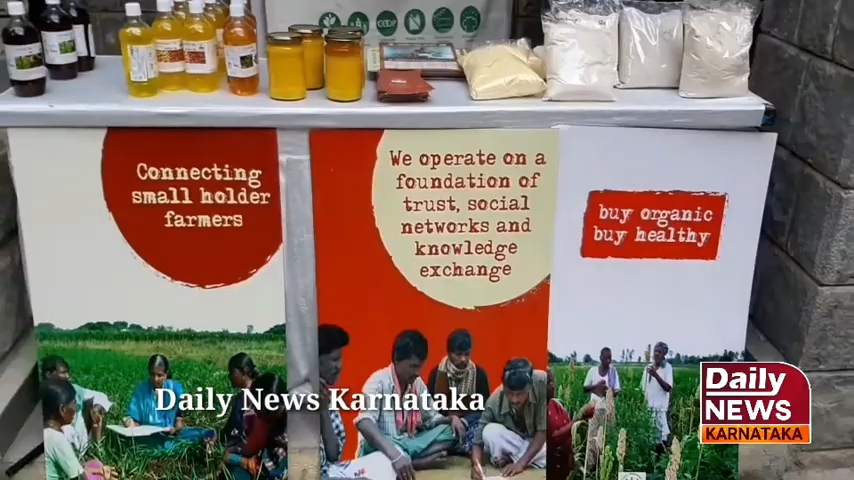 Connecting
small holder
farmers
We operate on a
foundation of
trust, social
networks and
knowledge
exchange
buy organic
buy healthy
Daily News Karnataka
Daily
NEWS
KARNATAKA